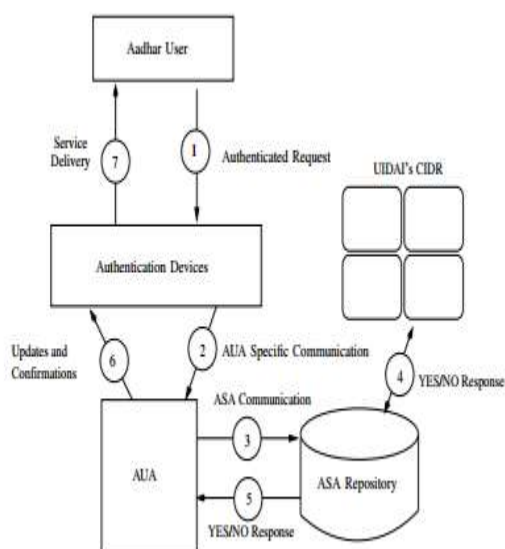 Aadhar User
Service
Delivery
7
1
Authenticated Request
UIDAI's CIDR
Authentication Devices
Updates and
Confirmations
6
2
AUA Specific Communication
4
YES/NO Response
ASA Communication
3
AUA
ASA Repository
5
YES/NO Response